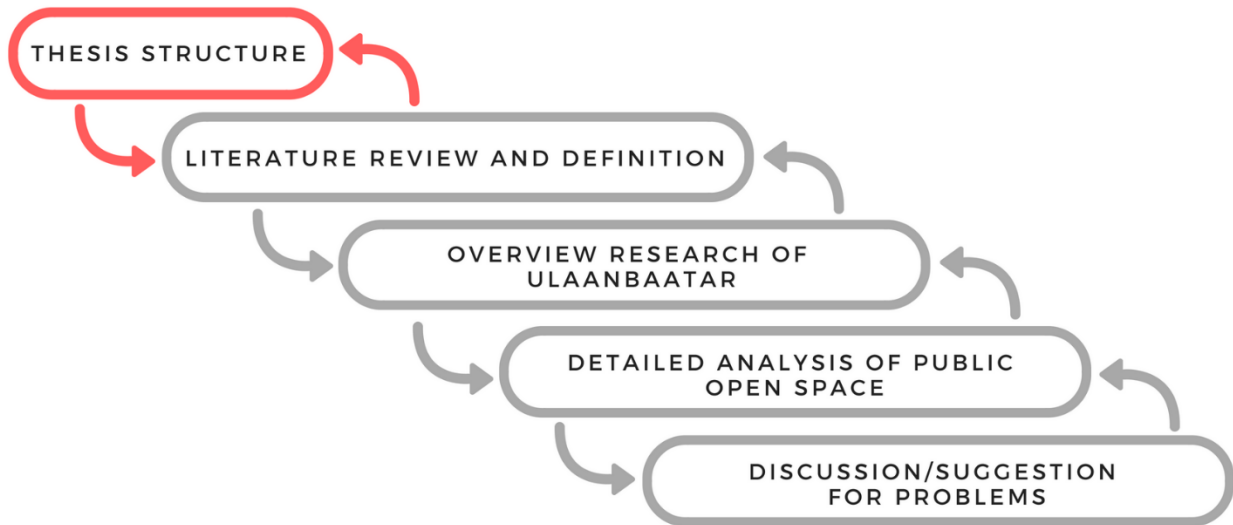 THESIS STRUCTURE
LITERATURE REVIEW AND DEFINITION
OVERVIEW RESEARCH OF
ULAANBAATAR
DETAILED ANALYSIS OF PUBLIC
OPEN SPACE
DISCUSSION/SUGGESTION
FOR PROBLEMS